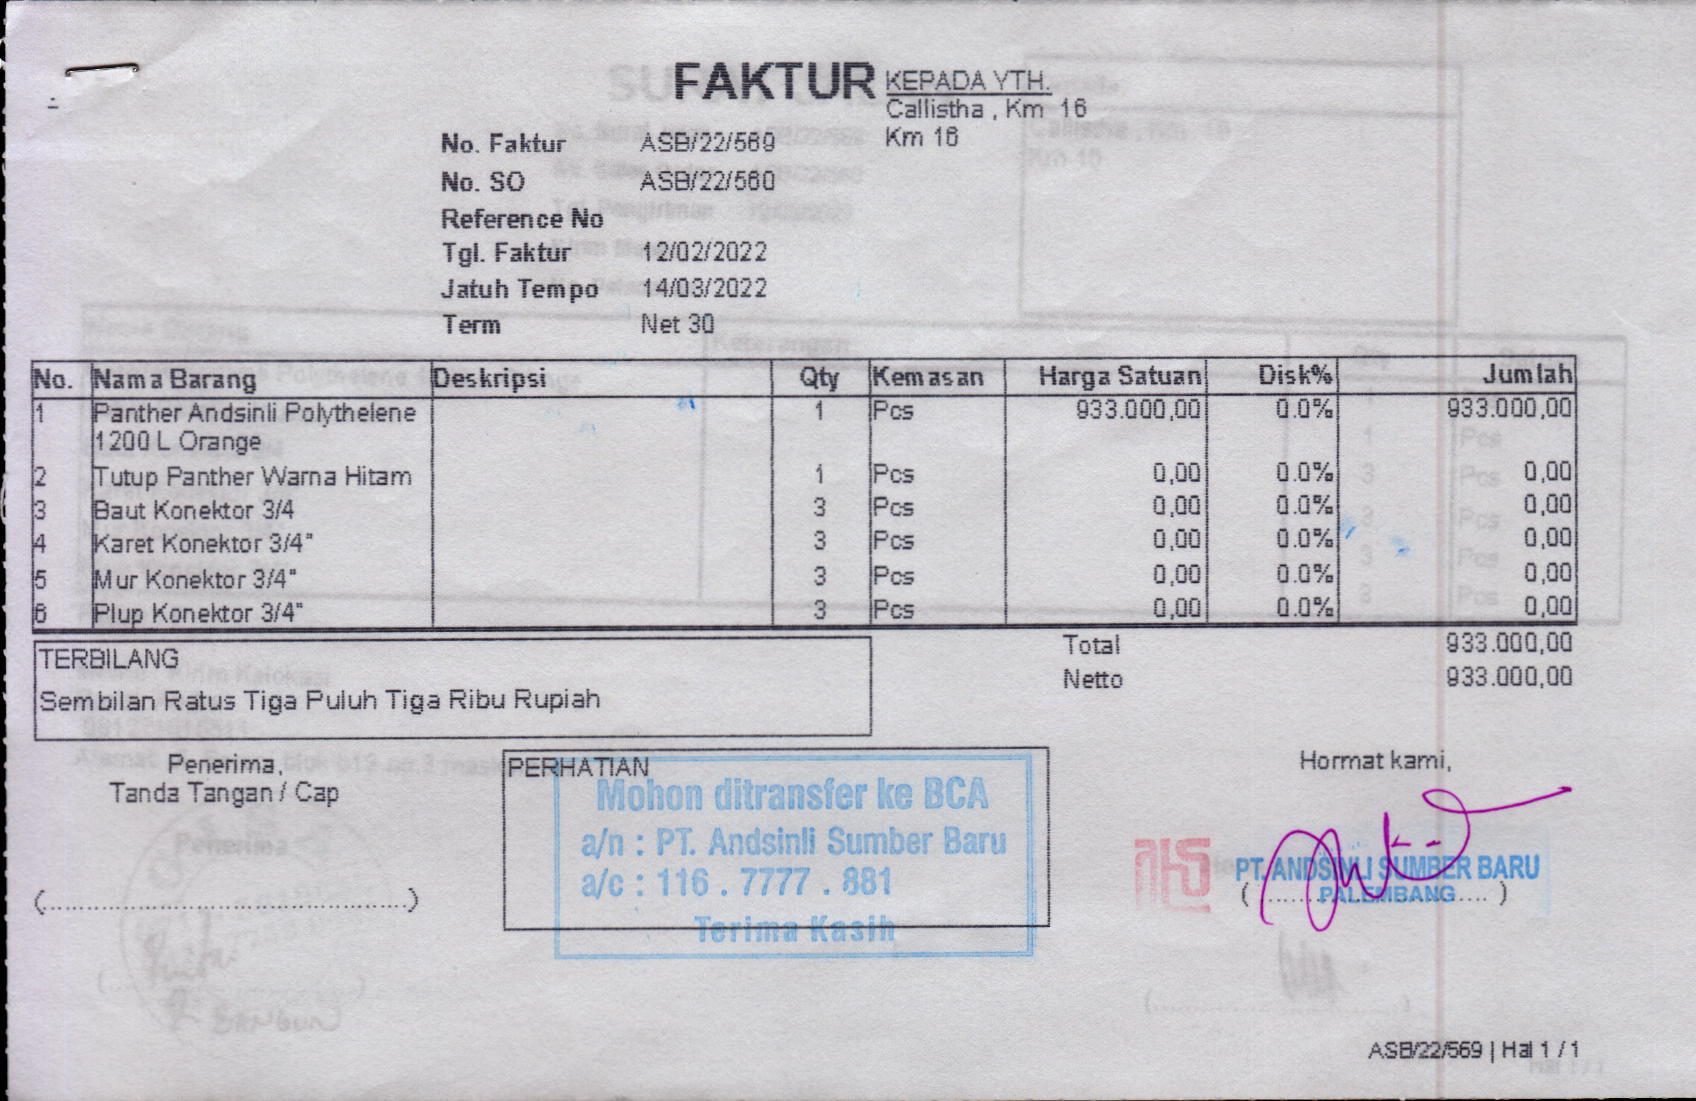 FAKTUR
KEPADA YTH.
Callistha , Km 16
Km 16
No. Faktur ASB/22/569
No. SO ASB/22/560
Reference No
Tgl. Faktur 12/02/2022
Jatuh Tempo 14/03/2022
Term Net 30
No. Nama Barang Deskripsi Qty Kemasan Harga Satuan Disk% Jumlah
1 Panther Andsinli Polythelene 1 Pcs 933.000,00 0.0% 933.000,00
1200 L Orange
2 Tutup Panther Warna Hitam 1 Pcs 0,00 0.0% 0,00
3 Baut Konektor 3/4 3 Pcs 0,00 0.0% 0,00
4 Karet Konektor 3/4" 3 Pcs 0,00 0.0% 0,00
5 Mur Konektor 3/4" 3 Pcs 0,00 0.0% 0,00
6 Plup Konektor 3/4" 3 Pcs 0,00 0.0% 0,00
Total 933.000,00
Netto 933.000,00
TERBILANG
Sembilan Ratus Tiga Puluh Tiga Ribu Rupiah
Penerima,
Tanda Tangan / Cap
(....................................................)
PERHATIAN
Mohon ditransfer ke BCA
a/n : PT. Andsinli Sumber Baru
a/c : 116 . 7777 . 881
Terima Kasih
Hormat kami,
PT. ANDSINLI SUMBER BARU
PALEMBANG
ASB/22/569 | Hal 1 / 1